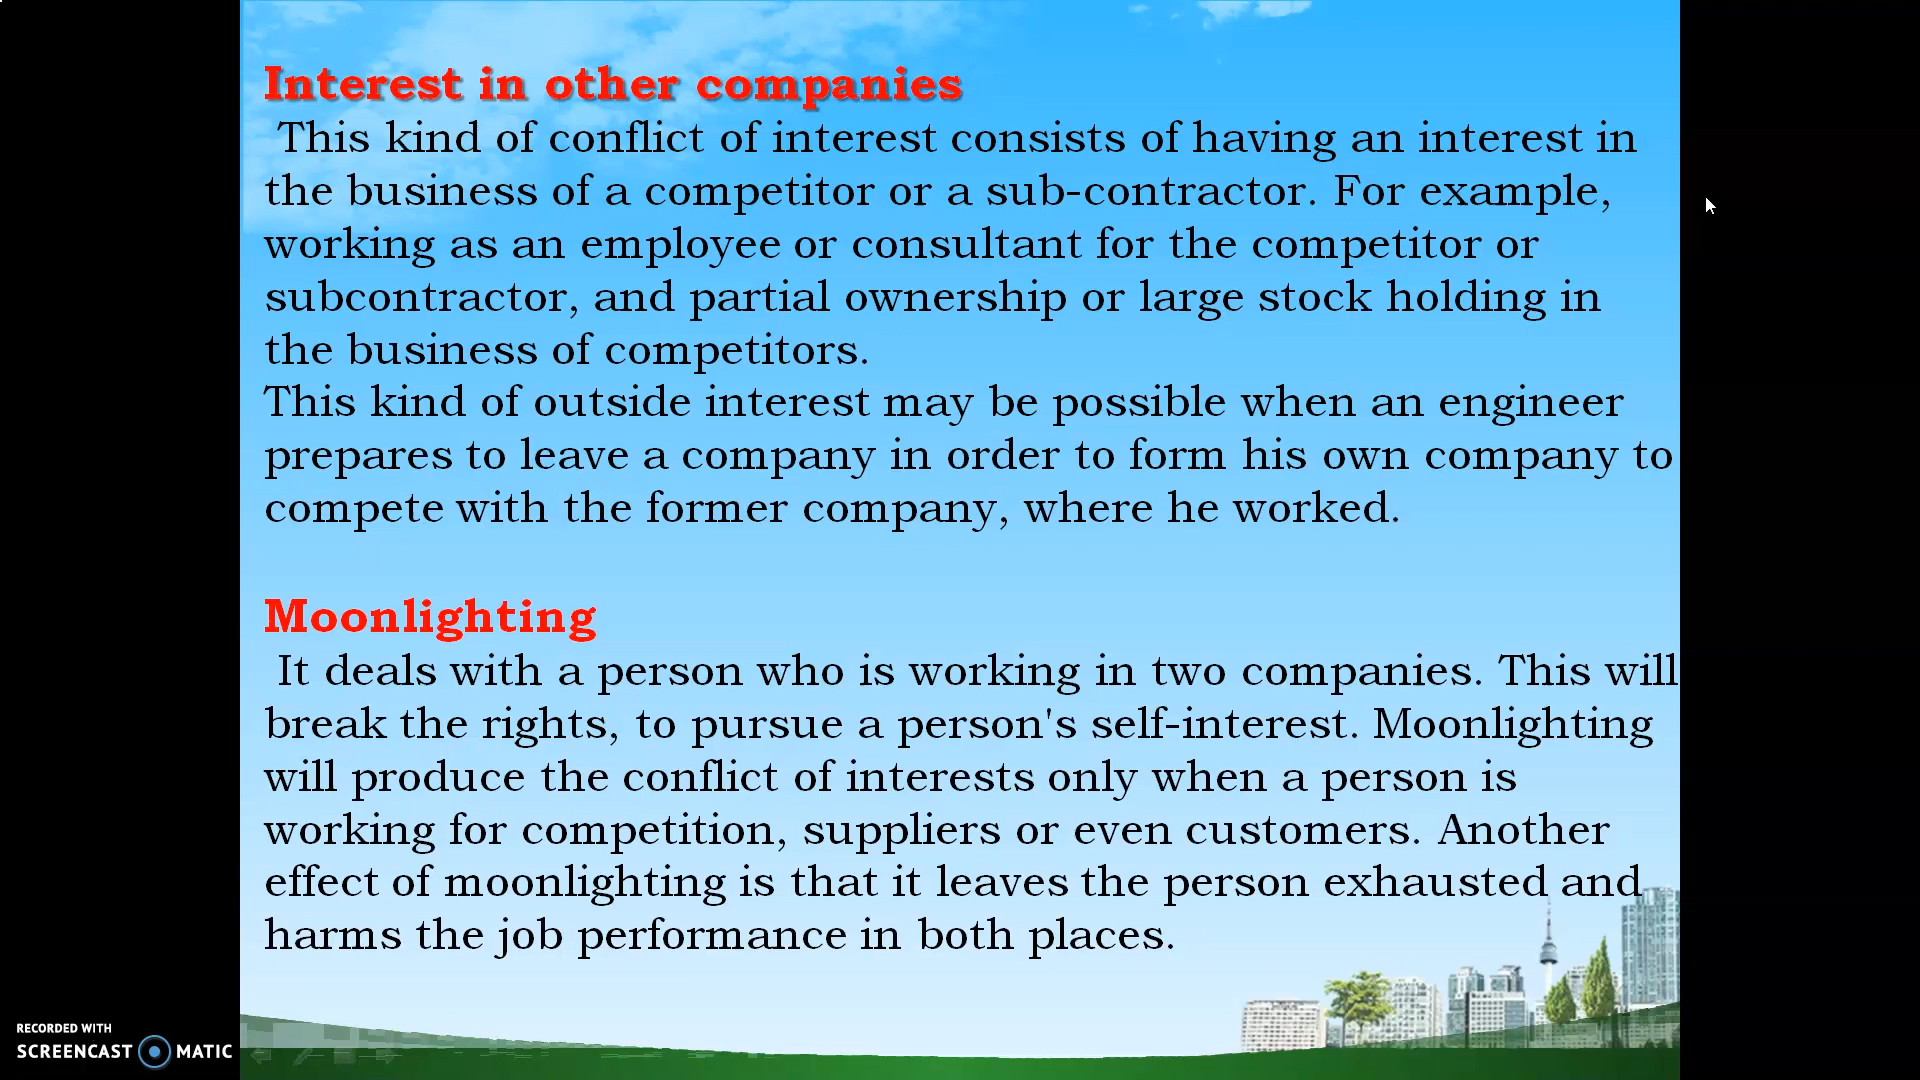 Interest in other companies
This kind of conflict of interest consists of having an interest in
the business of a competitor or a sub-contractor. For example,
working as an employee or consultant for the competitor or
subcontractor, and partial ownership or large stock holding in
the business of competitors.
This kind of outside interest may be possible when an engineer
prepares to leave a company in order to form his own company to
compete with the former company, where he worked.
Moonlighting
It deals with a person who is working in two companies. This will
break the rights, to pursue a person's self-interest. Moonlighting
will produce the conflict of interests only when a person is
working for competition, suppliers or even customers. Another
effect of moonlighting is that it leaves the person exhausted and
harms the job performance in both places.
RECORDED WITH
SCREENCAST MATIC